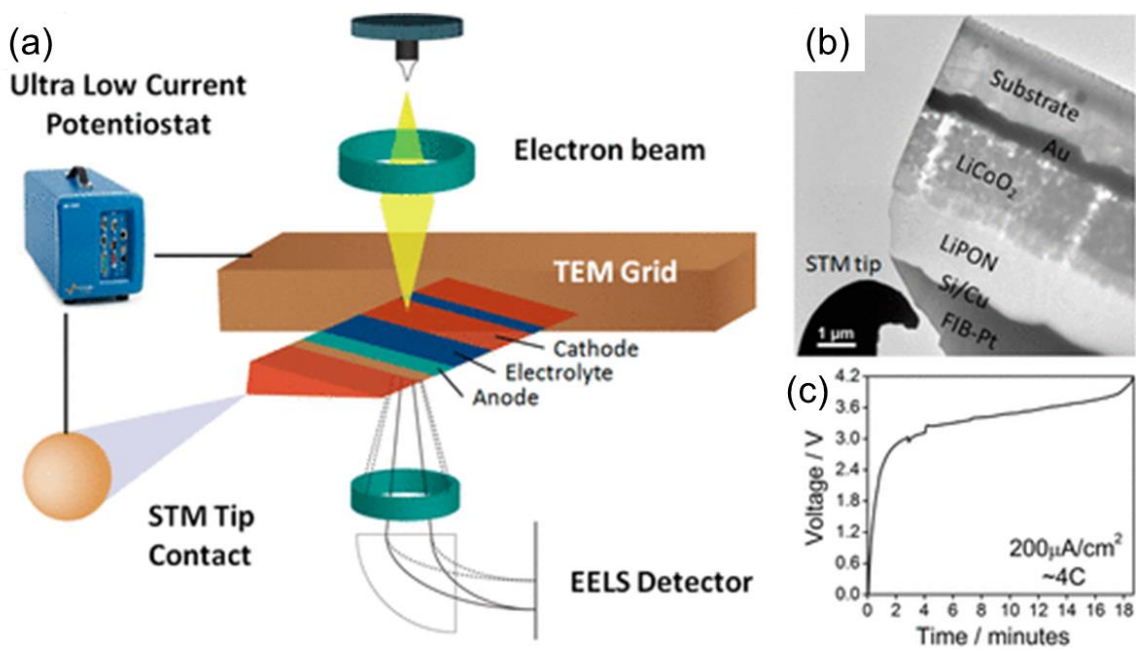 (a)
Ultra Low Current
Potentiostat
Electron beam
TEM Grid
Cathode
Electrolyte
Anode
STM Tip
Contact
EELS Detector
(b)
Substrate
Au
LiCoO₂
LiPON
Si/Cu
FIB-Pt
STM tip
1 μm
(c)
4.2
3.6
3.0
2.4
1.8
1.2
0.6
0.0
Voltage / V
200μA/cm²
~4C
0 2 4 6 8 10 12 14 16 18
Time / minutes